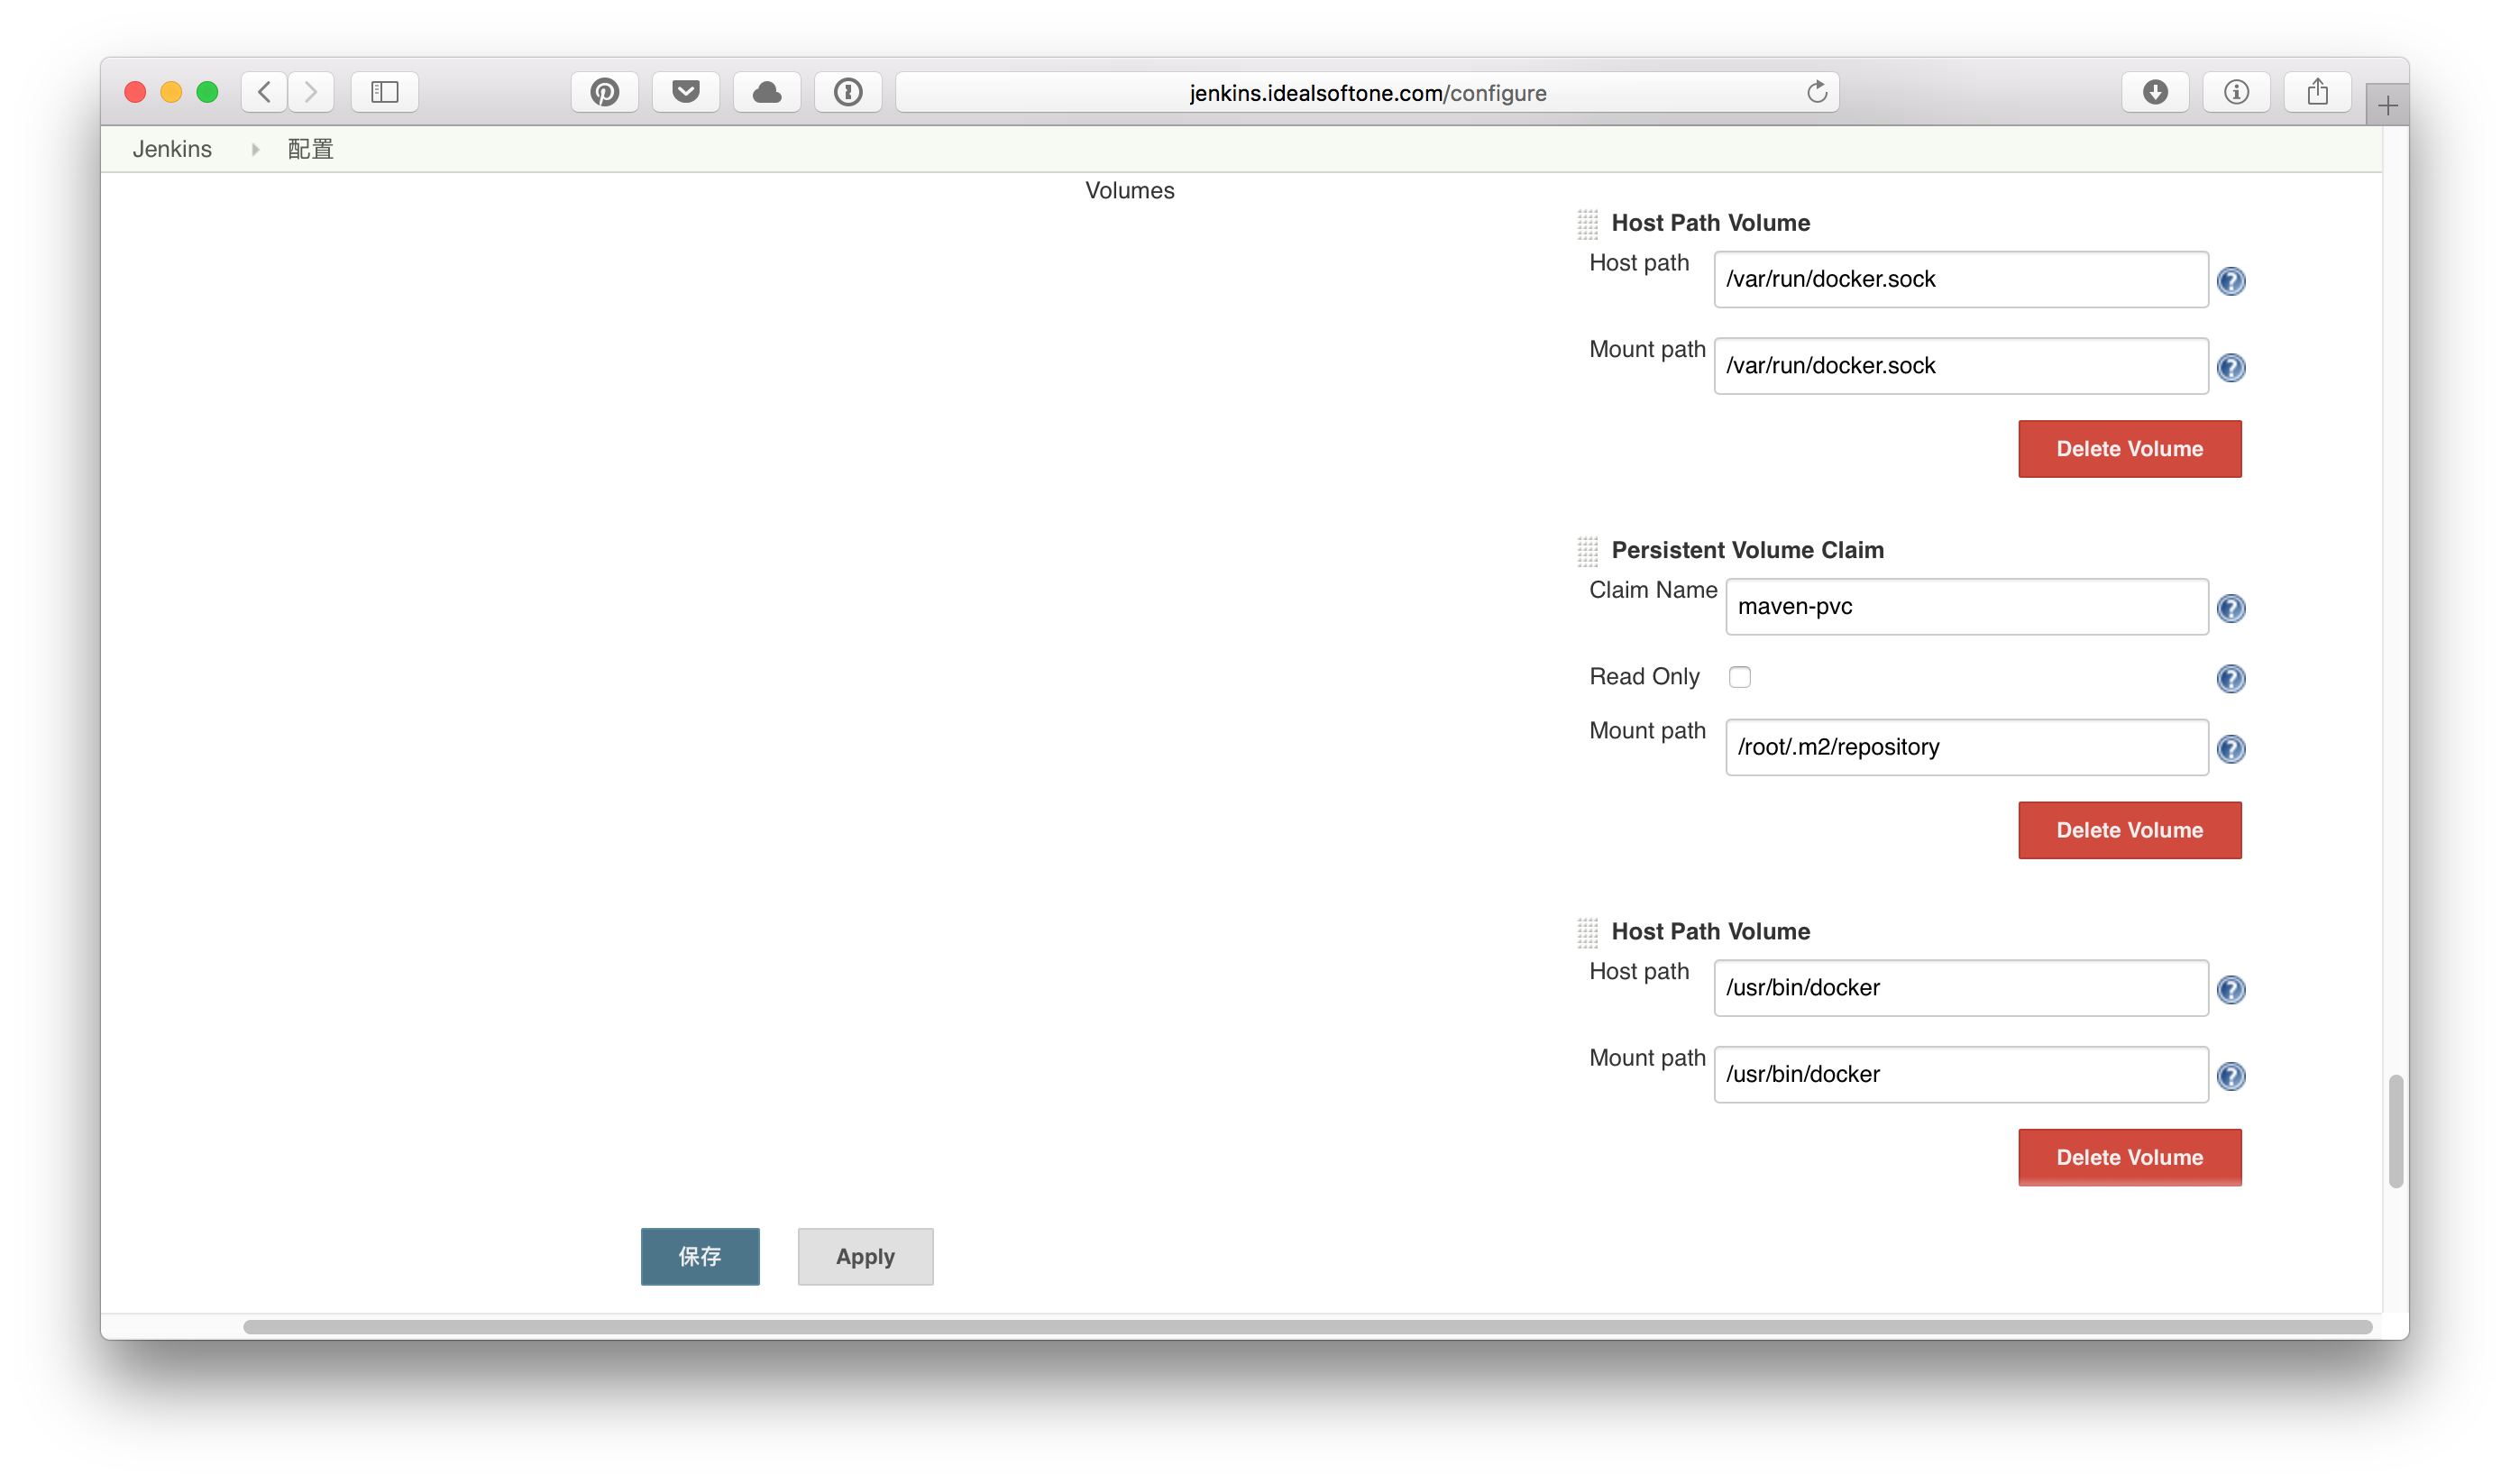 jenkins.idealsoftone.com/configure
Jenkins 配置
Volumes
Host Path Volume
Host path /var/run/docker.sock
Mount path /var/run/docker.sock
Delete Volume
Persistent Volume Claim
Claim Name maven-pvc
Read Only
Mount path /root/.m2/repository
Delete Volume
Host Path Volume
Host path /usr/bin/docker
Mount path /usr/bin/docker
Delete Volume
保存 Apply